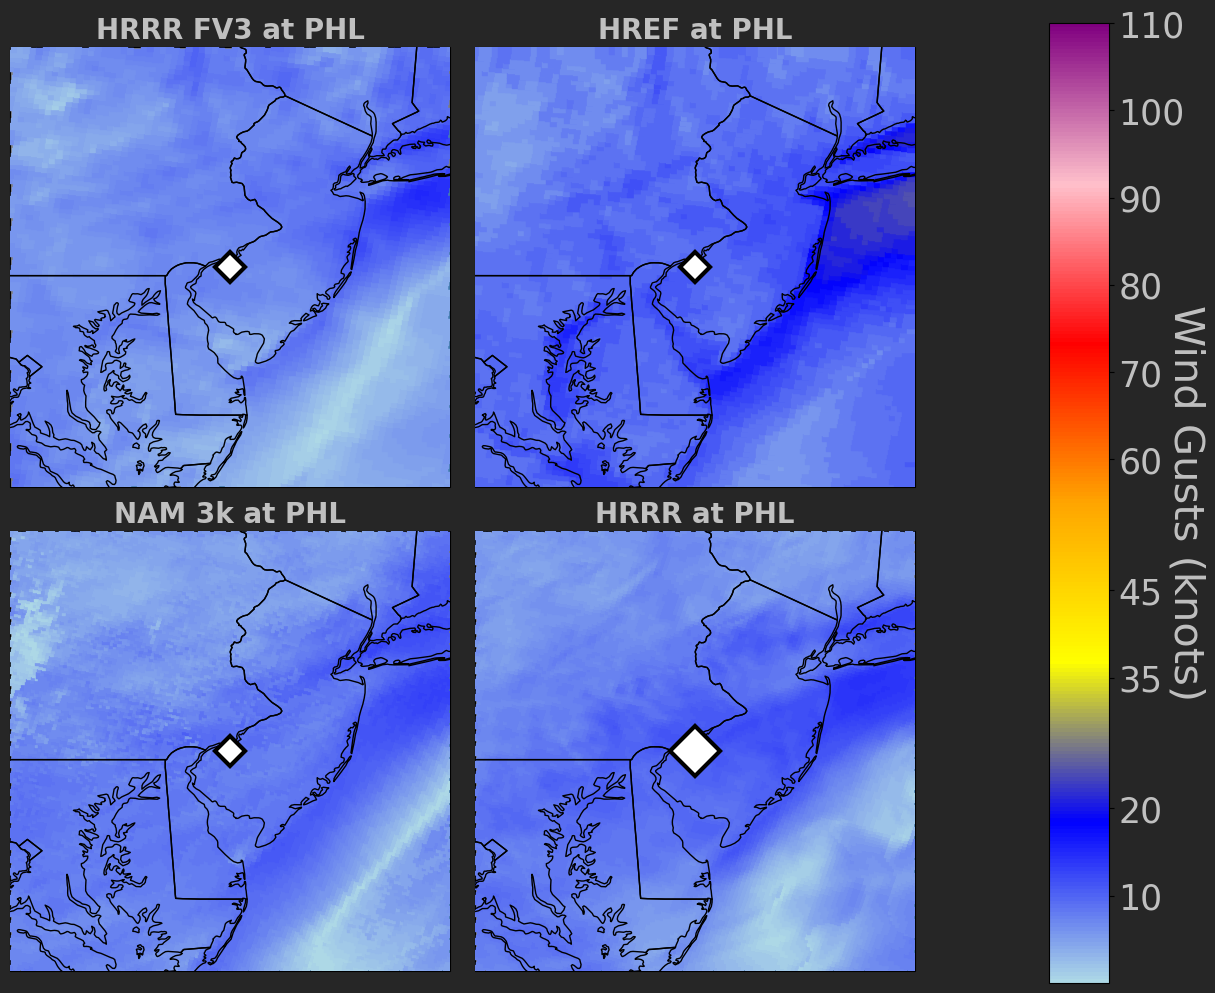 HRRR FV3 at PHL
HREF at PHL
NAM 3k at PHL
HRRR at PHL
110
100
90
80
70
60
45
35
20
10
Wind Gusts (knots)